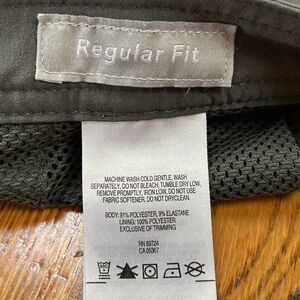 Regular Fit
MACHINE WASH COLD GENTLE, WASH
SEPARATELY, DO NOT BLEACH, TUMBLE DRY LOW,
REMOVE PROMPTLY, IRON LOW, DO NOT USE
FABRIC SOFTENER, DO NOT DRYCLEAN.
BODY: 91% POLYESTER, 9% ELASTANE
LINING: 100% POLYESTER
EXCLUSIVE OF TRIMMING
RN 69724
CA 05367